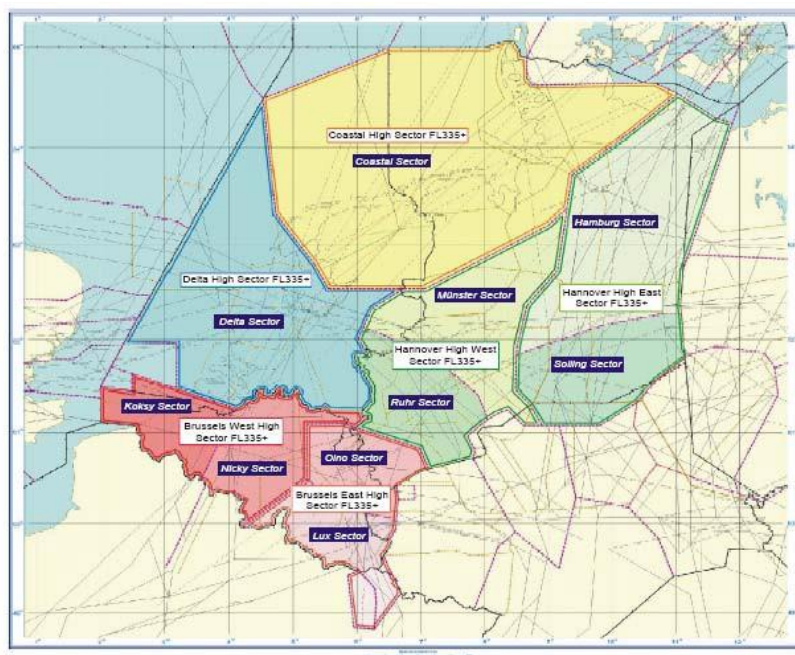 Coastal High Sector FL335+
Coastal Sector
Hamburg Sector
Delta High Sector FL335+
Münster Sector
Hannover High East
Sector FL335+
Delta Sector
Hannover High West
Sector FL335+
Solling Sector
Koksy Sector
Ruhr Sector
Brussels West High
Sector FL335+
Olno Sector
Nicky Sector
Brussels East High
Sector FL335+
Lux Sector